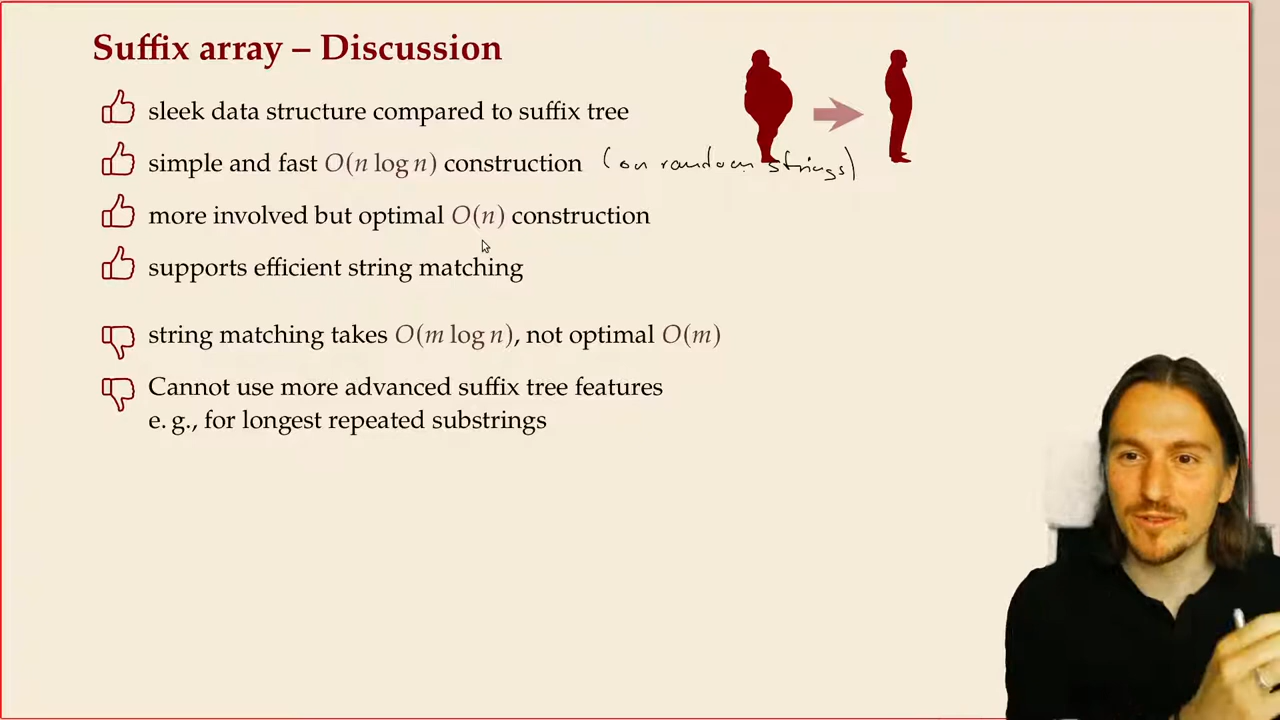 Suffix array – Discussion
sleek data structure compared to suffix tree
simple and fast O(n log n) construction (on random strings)
more involved but optimal O(n) construction
supports efficient string matching
string matching takes O(m log n), not optimal O(m)
Cannot use more advanced suffix tree features
e. g., for longest repeated substrings